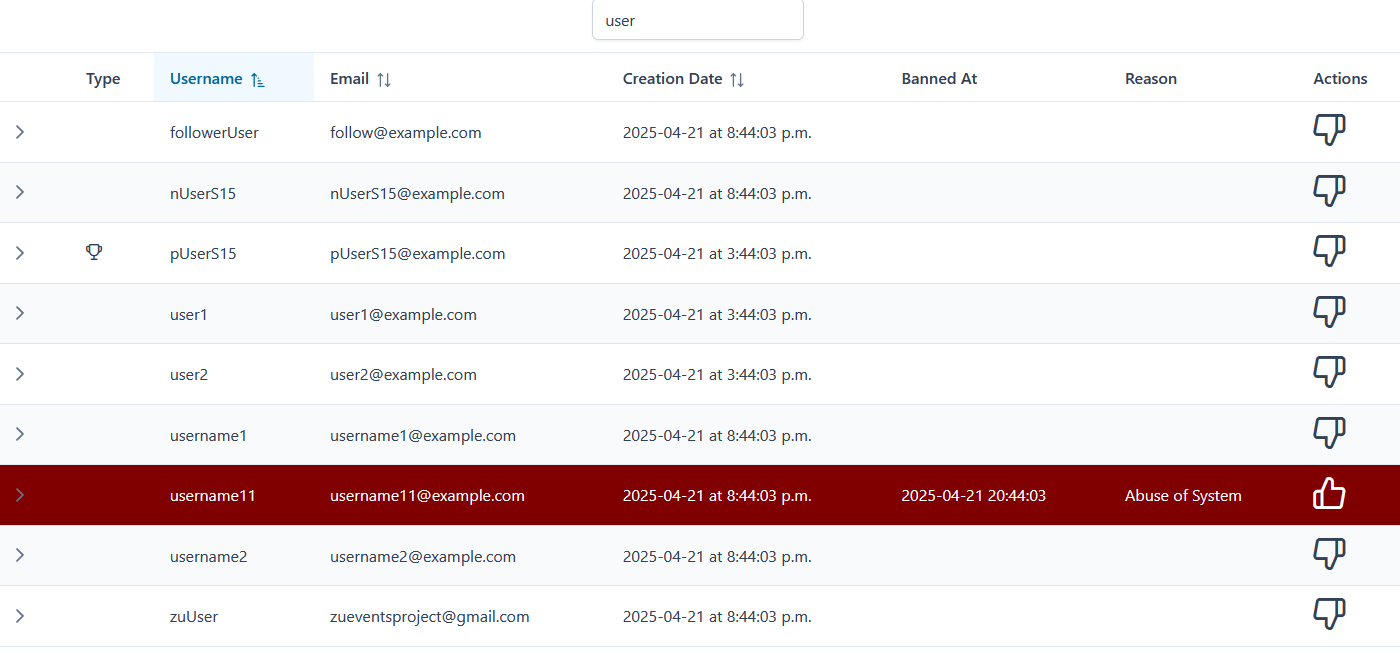 user
Type Username Email Creation Date Banned At Reason Actions
followerUser follow@example.com 2025-04-21 at 8:44:03 p.m.
nUserS15 nUserS15@example.com 2025-04-21 at 8:44:03 p.m.
pUserS15 pUserS15@example.com 2025-04-21 at 3:44:03 p.m.
user1 user1@example.com 2025-04-21 at 3:44:03 p.m.
user2 user2@example.com 2025-04-21 at 3:44:03 p.m.
username1 username1@example.com 2025-04-21 at 8:44:03 p.m.
username11 username11@example.com 2025-04-21 at 8:44:03 p.m. 2025-04-21 20:44:03 Abuse of System
username2 username2@example.com 2025-04-21 at 8:44:03 p.m.
zuUser zueventsproject@gmail.com 2025-04-21 at 8:44:03 p.m.